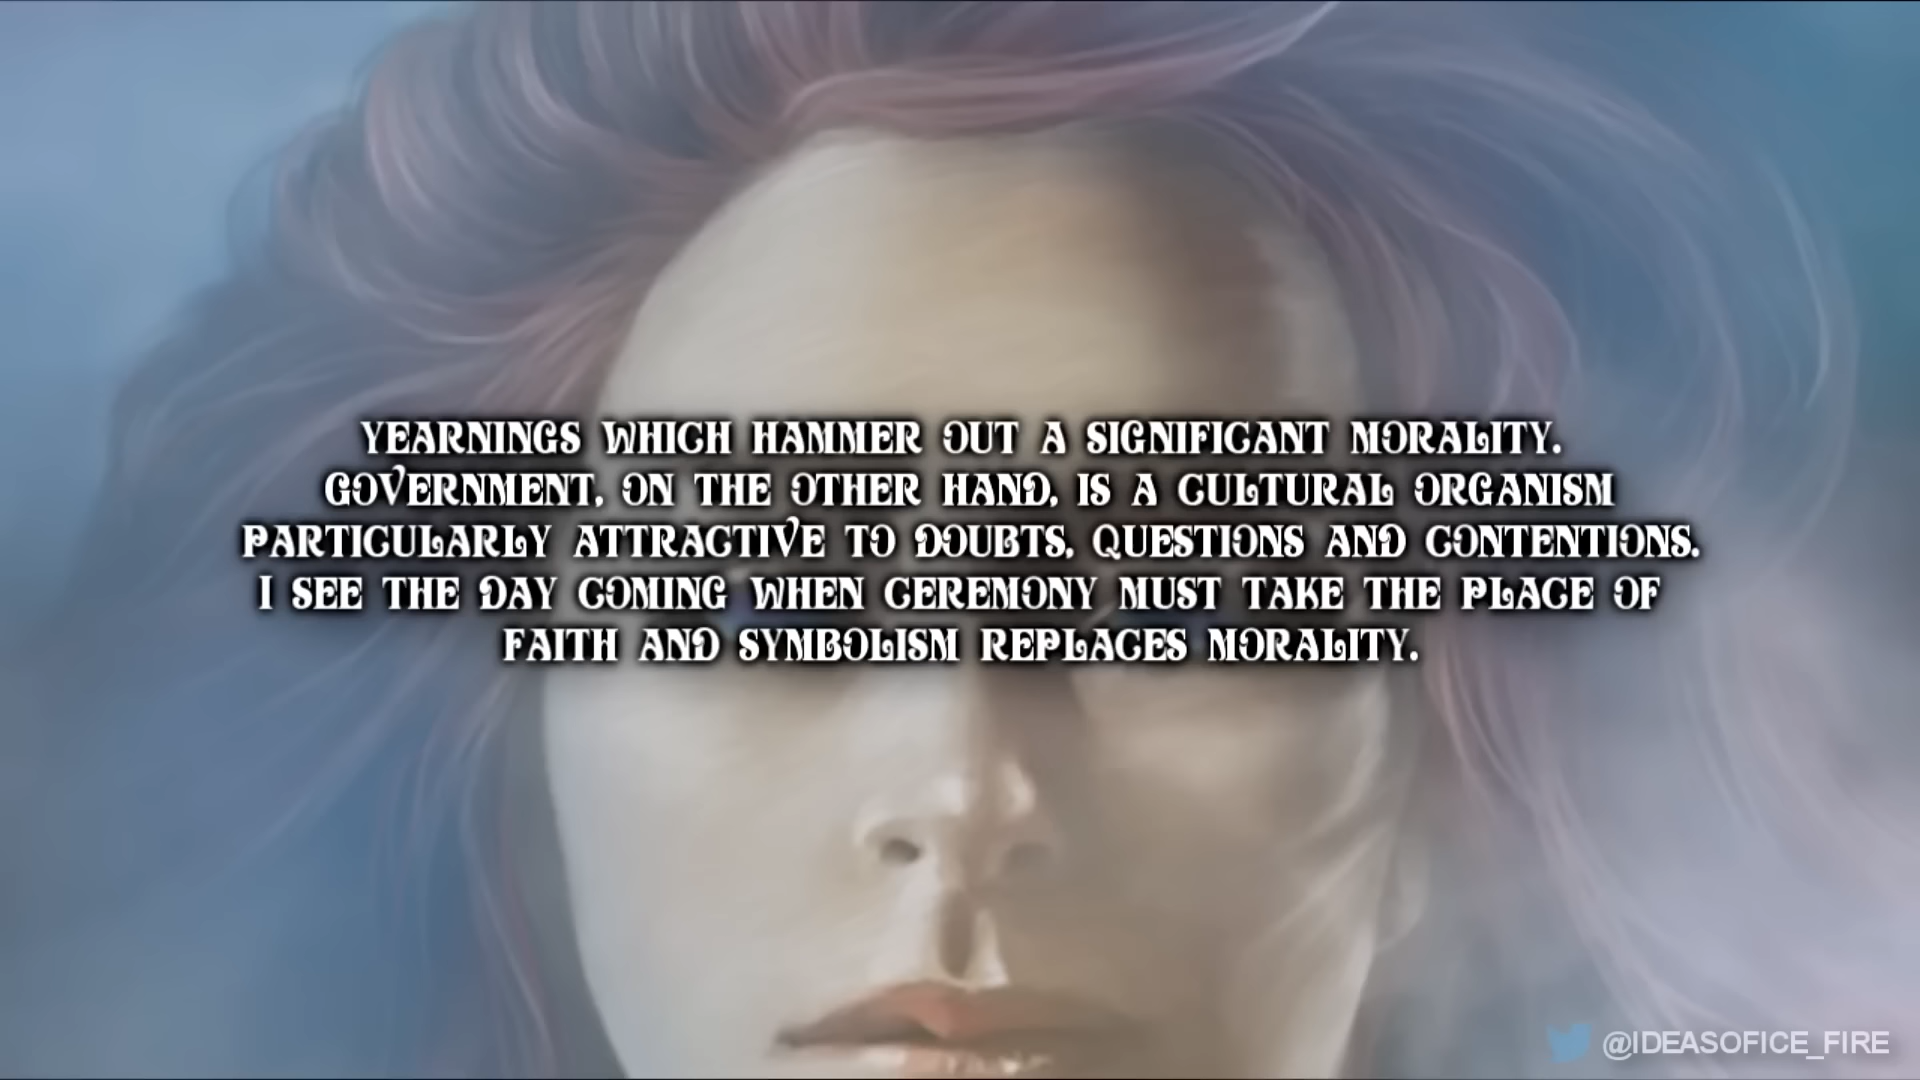 YEARNINGS WHICH HAMMER OUT A SIGNIFICANT MORALITY.
GOVERNMENT, ON THE OTHER HAND, IS A CULTURAL ORGANISM
PARTICULARLY ATTRACTIVE TO DOUBTS, QUESTIONS AND CONTENTIONS.
I SEE THE DAY COMING WHEN CEREMONY MUST TAKE THE PLACE OF
FAITH AND SYMBOLISM REPLACES MORALITY.
@IDEASOFICE_FIRE